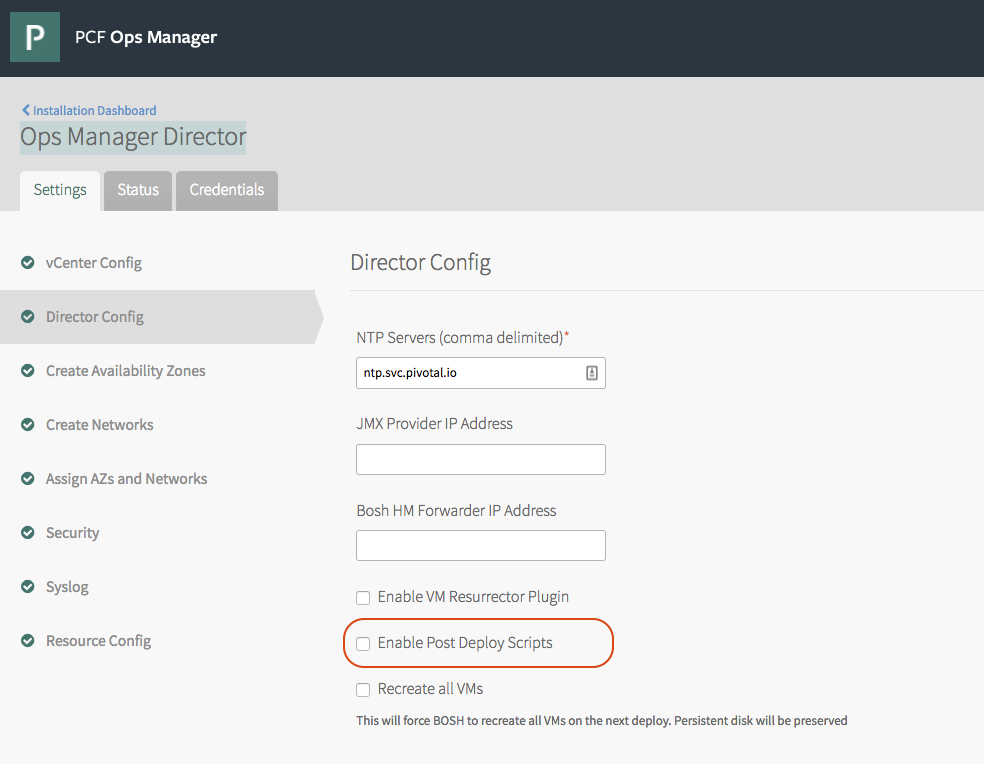 P
PCF Ops Manager
Installation Dashboard
Ops Manager Director
Settings
Status
Credentials
vCenter Config
Director Config
Create Availability Zones
Create Networks
Assign AZs and Networks
Security
Syslog
Resource Config
Director Config
NTP Servers (comma delimited)*
ntp.svc.pivotal.io
JMX Provider IP Address
Bosh HM Forwarder IP Address
Enable VM Resurrector Plugin
Enable Post Deploy Scripts
Recreate all VMs
This will force BOSH to recreate all VMs on the next deploy. Persistent disk will be preserved